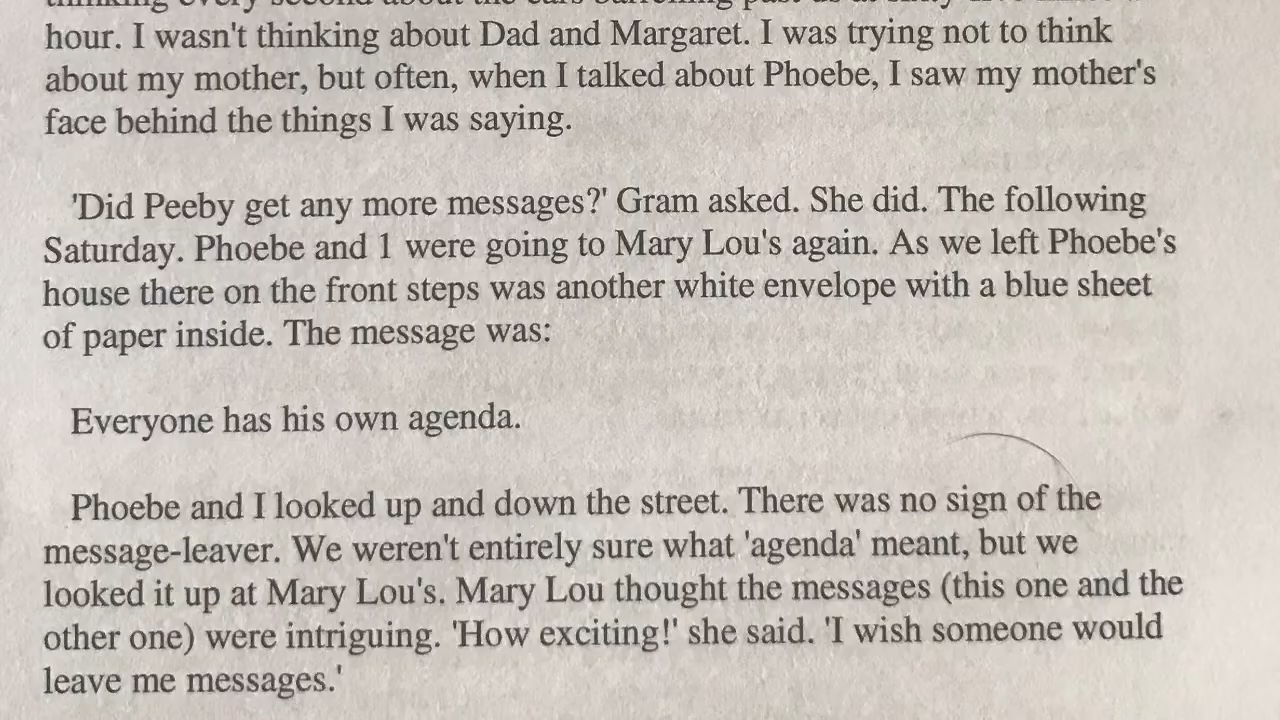 hour. I wasn't thinking about Dad and Margaret. I was trying not to think
about my mother, but often, when I talked about Phoebe, I saw my mother's
face behind the things I was saying.
'Did Peeby get any more messages?' Gram asked. She did. The following
Saturday. Phoebe and 1 were going to Mary Lou's again. As we left Phoebe's
house there on the front steps was another white envelope with a blue sheet
of paper inside. The message was:
Everyone has his own agenda.
Phoebe and I looked up and down the street. There was no sign of the
message-leaver. We weren't entirely sure what 'agenda' meant, but we
looked it up at Mary Lou's. Mary Lou thought the messages (this one and the
other one) were intriguing. 'How exciting!' she said. 'I wish someone would
leave me messages.'